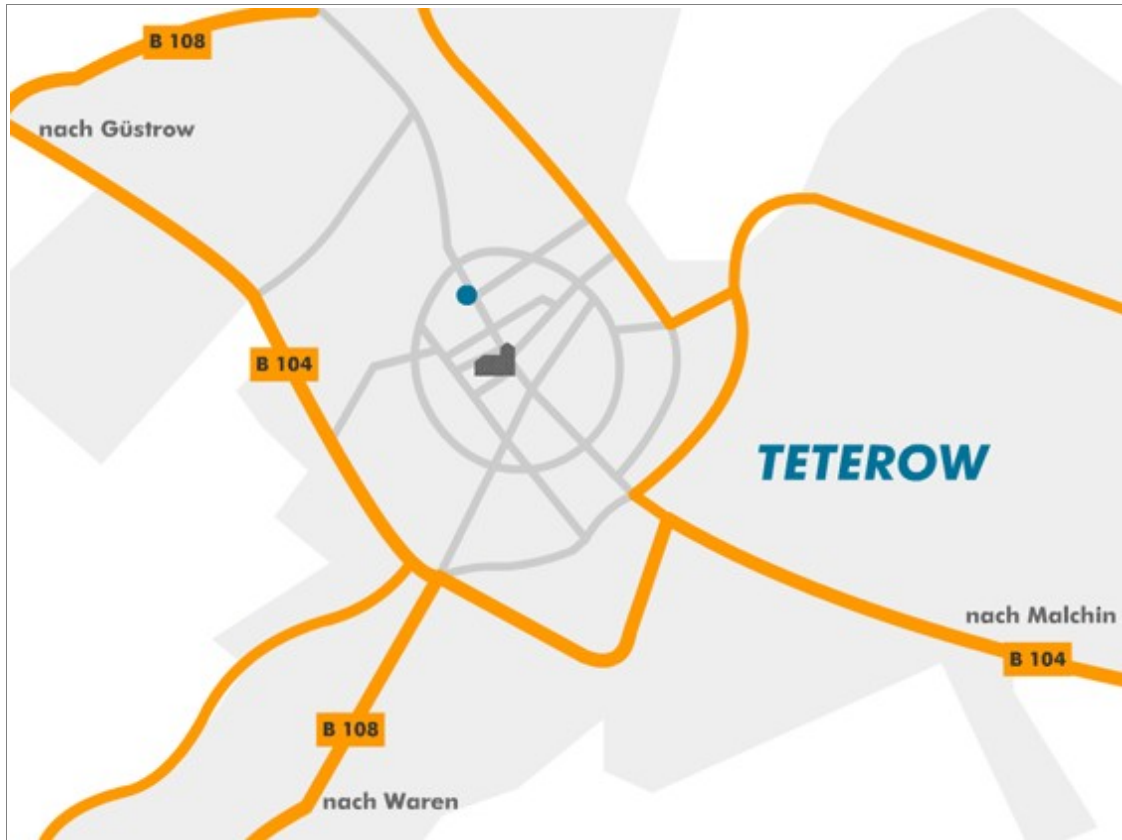 B 108
nach Güstrow
B 104
TETEROW
nach Malchin
B 104
B 108
nach Waren